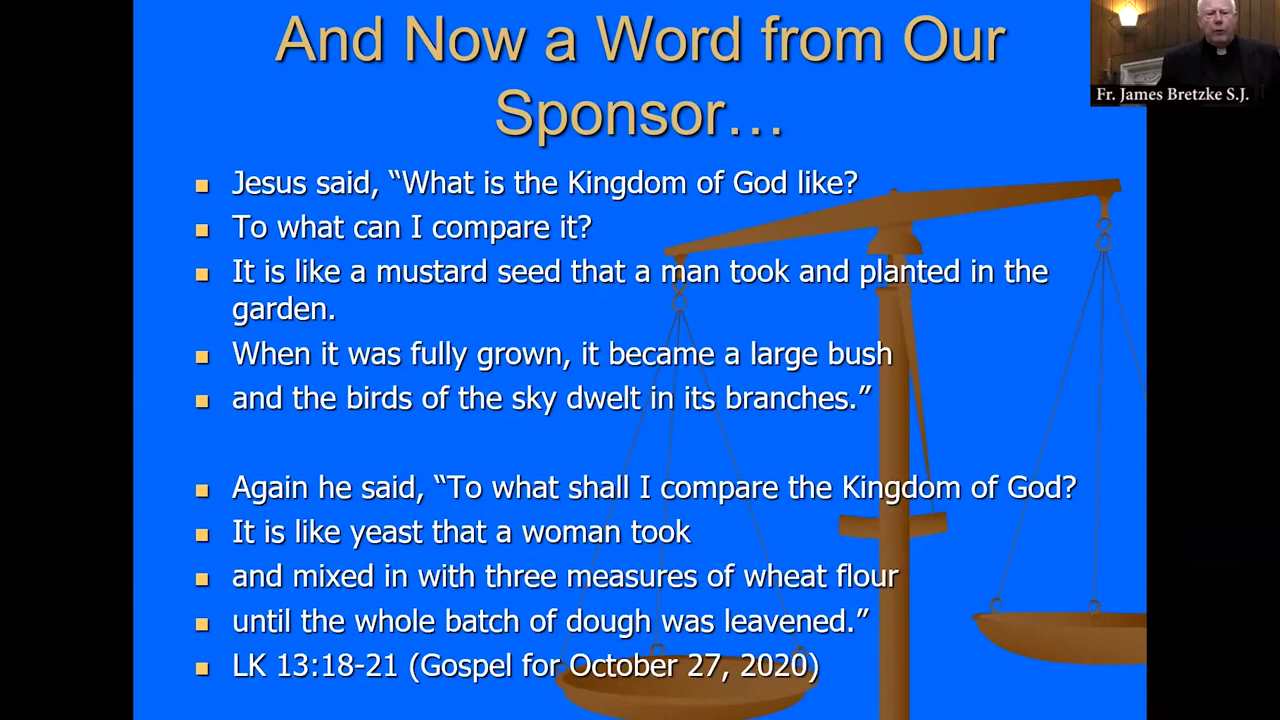 And Now a Word from Our
Sponsor…
Fr. James Bretzke S.J.
Jesus said, “What is the Kingdom of God like?
To what can I compare it?
It is like a mustard seed that a man took and planted in the
garden.
When it was fully grown, it became a large bush
and the birds of the sky dwelt in its branches.”
Again he said, “To what shall I compare the Kingdom of God?
It is like yeast that a woman took
and mixed in with three measures of wheat flour
until the whole batch of dough was leavened.”
LK 13:18-21 (Gospel for October 27, 2020)